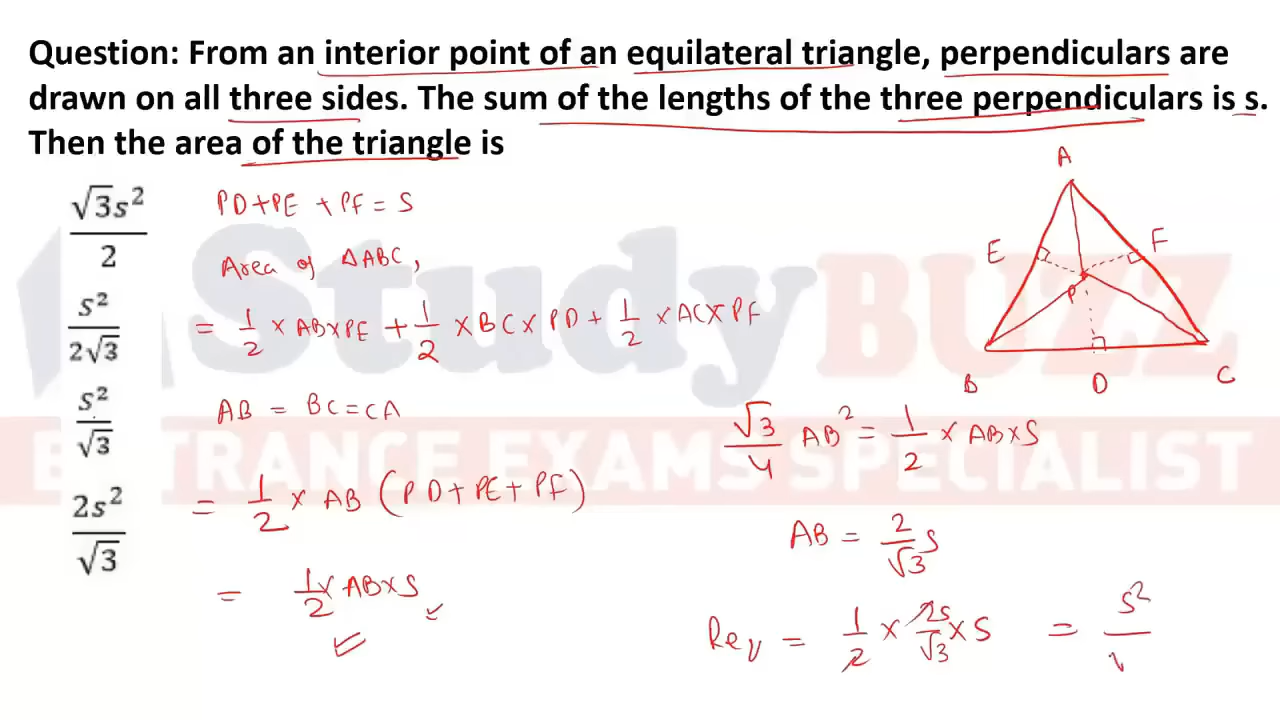 Question: From an interior point of an equilateral triangle, perpendiculars are
drawn on all three sides. The sum of the lengths of the three perpendiculars is s.
Then the area of the triangle is
√3s²/2
s²/2√3
s²/√3
2s²/√3
PD+PE+PF=S
Area of ΔABC,
= 1/2 × AB×PE + 1/2 × BC × PD + 1/2 × AC×PF
AB = BC=CA
= 1/2 × AB (PD+PE+PF)
= 1/2 × AB×S
A
E
F
P
B
D
C
√3/4 AB² = 1/2 × AB×S
AB = 2/√3 S
= 1/2 × 2S/√3 × S = S²/
StudyBUZZ
ENTRANCE EXAMS SPECIALIST